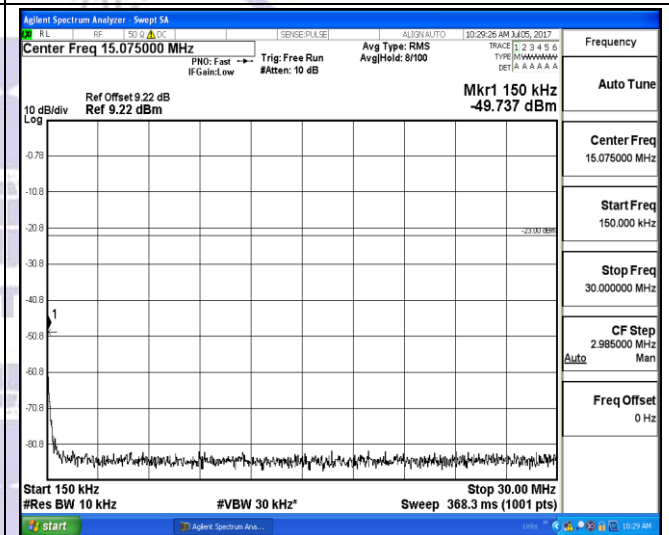 Agilent Spectrum Analyzer - Swept SA
RL RF 50 Ω DC SENSE:PULSE ALIGN AUTO 10:29:26 AM Jul 05, 2017
Center Freq 15.075000 MHz
PNO: Fast
IFGain:Low
Trig: Free Run
#Atten: 10 dB
Avg Type: RMS
Avg|Hold: 8/100
TRACE 1 2 3 4 5 6
TYPE MWWWWW
DET A A A A A A
Ref Offset 9.22 dB
10 dB/div Ref 9.22 dBm
Log
Mkr1 150 kHz
-49.737 dBm
-0.78
-10.8
-20.8
-23.00 dBm
-30.8
-40.8
1
-50.8
-60.8
-70.8
-80.8
Start 150 kHz Stop 30.00 MHz
#Res BW 10 kHz #VBW 30 kHz* Sweep 368.3 ms (1001 pts)
Frequency
Auto Tune
Center Freq
15.075000 MHz
Start Freq
150.000 kHz
Stop Freq
30.000000 MHz
CF Step
2.985000 MHz
Auto Man
Freq Offset
0 Hz
start Agilent Spectrum Ana... Links » 10:29 AM